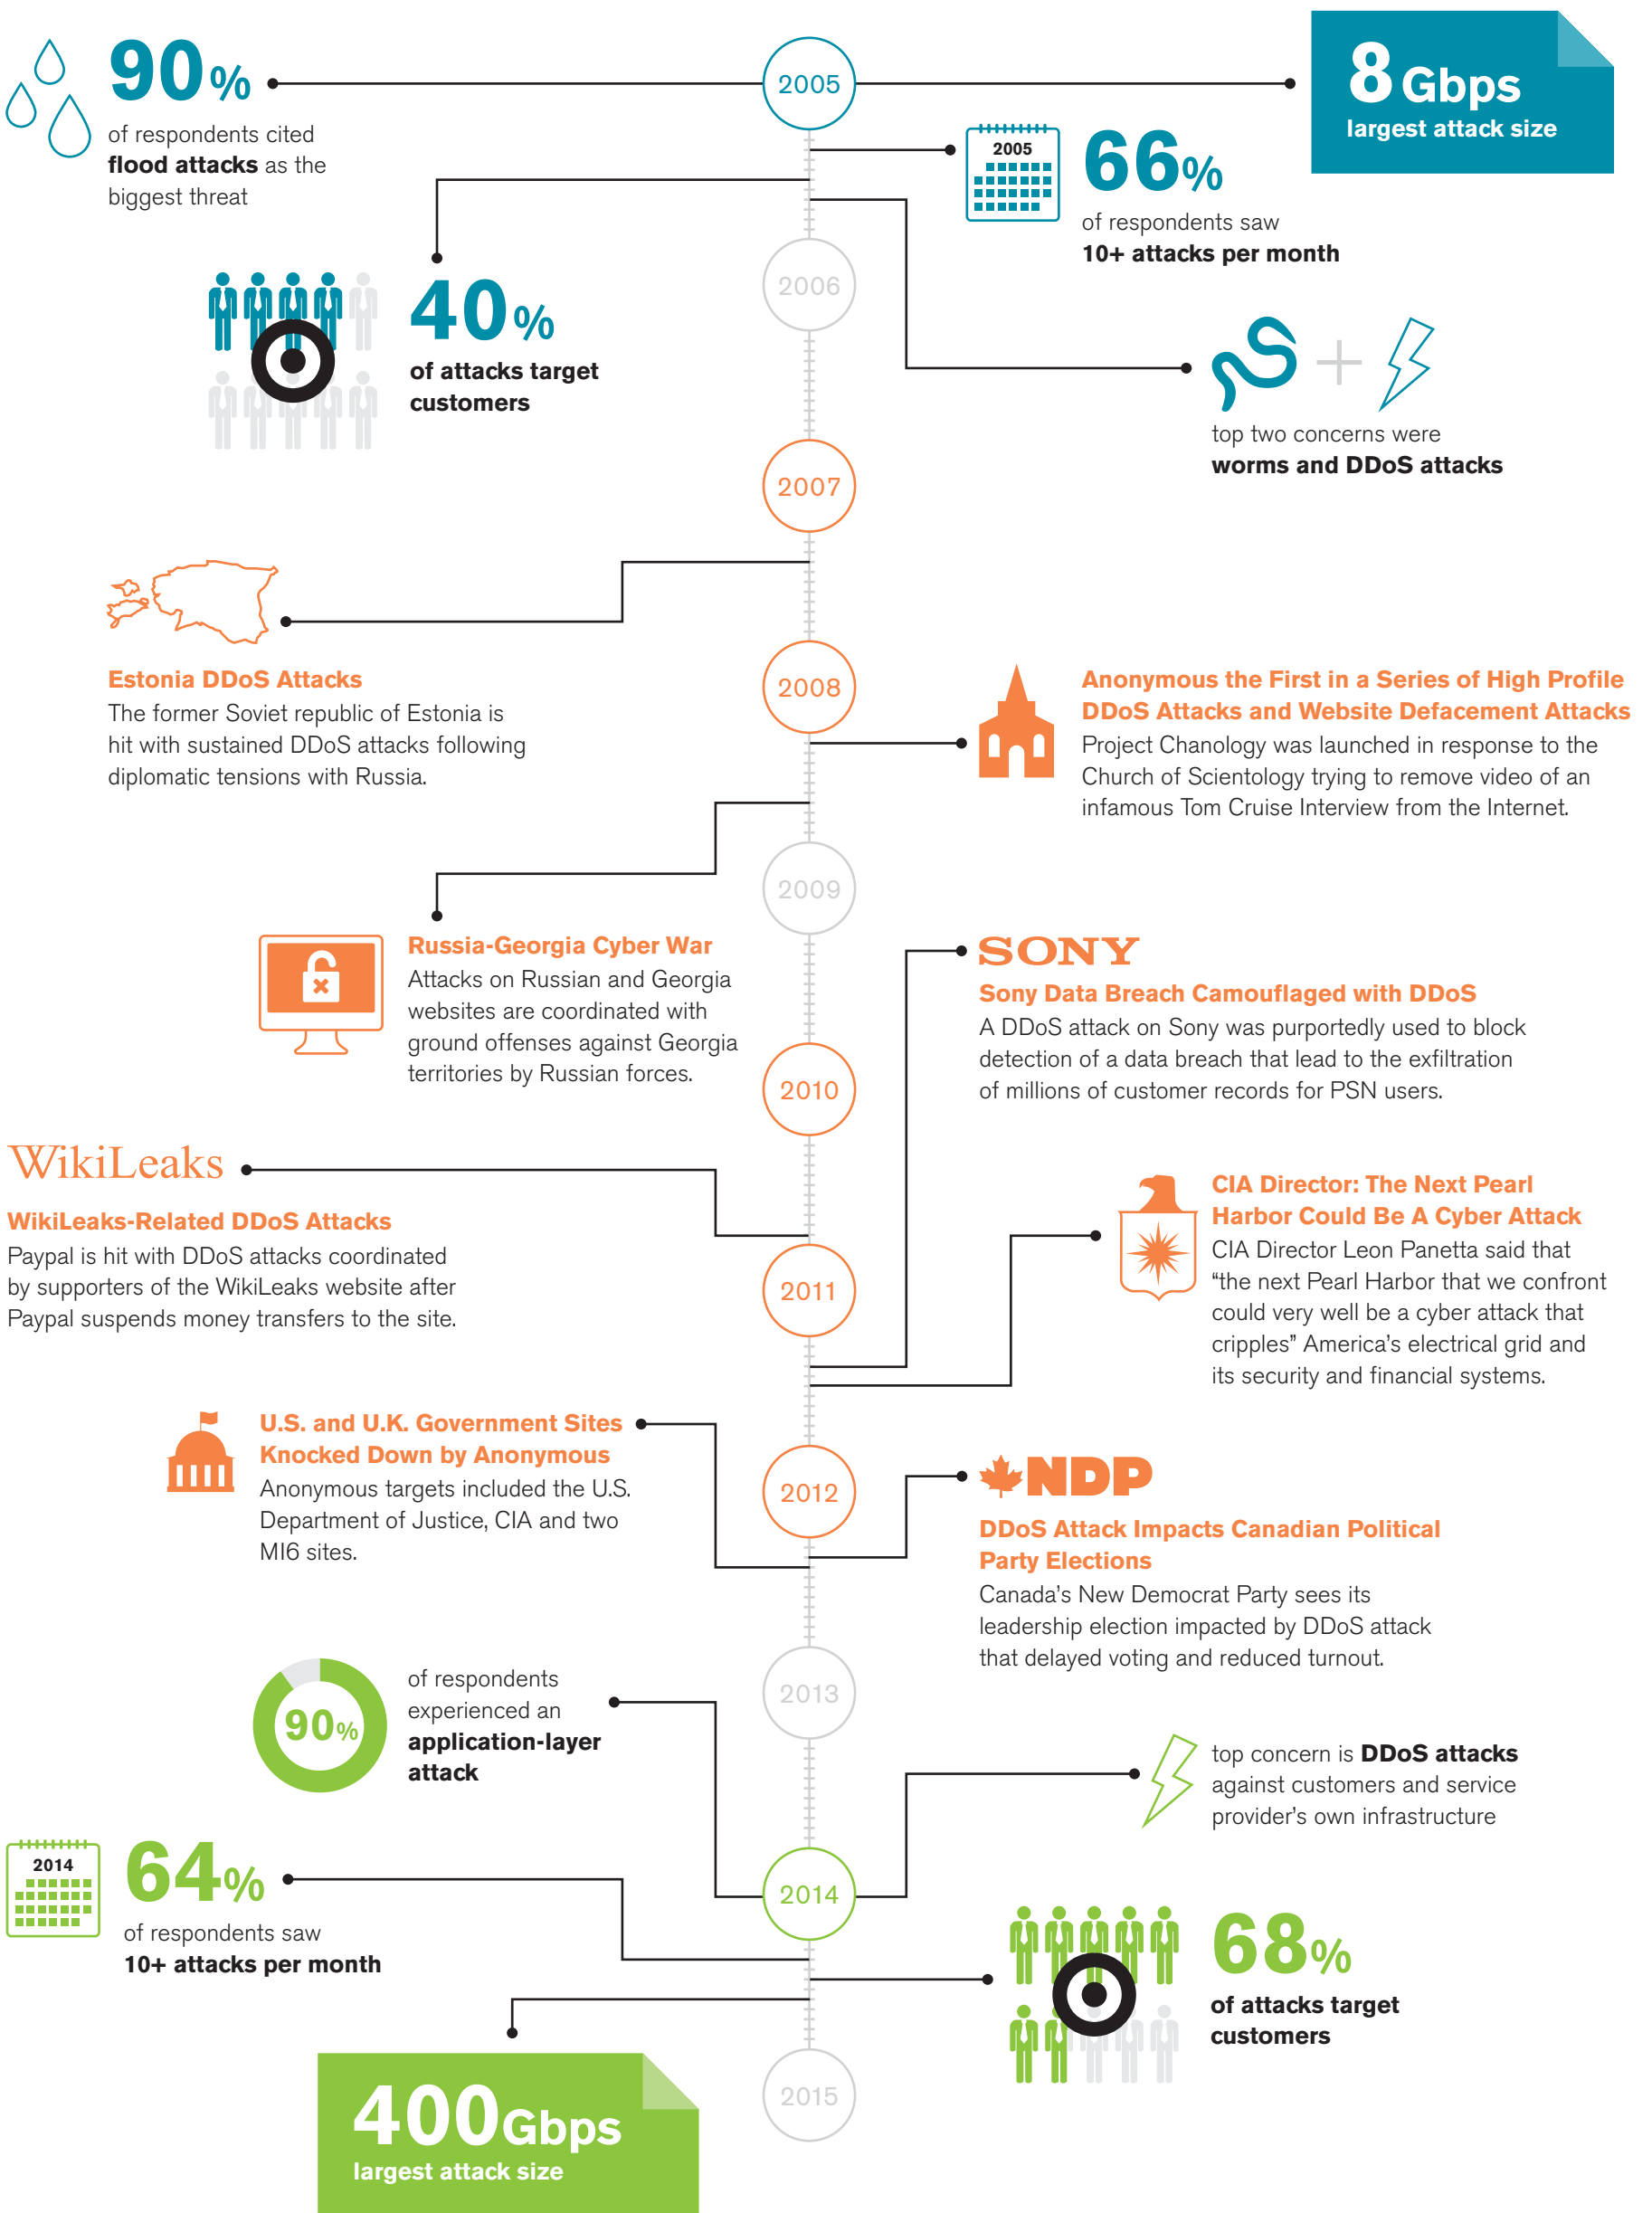 90%
of respondents cited
flood attacks as the
biggest threat
2005
8 Gbps
largest attack size
2005
66%
of respondents saw
10+ attacks per month
2006
40%
of attacks target
customers
top two concerns were
worms and DDoS attacks
2007
Estonia DDoS Attacks
The former Soviet republic of Estonia is
hit with sustained DDoS attacks following
diplomatic tensions with Russia.
2008
Anonymous the First in a Series of High Profile
DDoS Attacks and Website Defacement Attacks
Project Chanology was launched in response to the
Church of Scientology trying to remove video of an
infamous Tom Cruise Interview from the Internet.
2009
Russia-Georgia Cyber War
Attacks on Russian and Georgia
websites are coordinated with
ground offenses against Georgia
territories by Russian forces.
SONY
Sony Data Breach Camouflaged with DDoS
A DDoS attack on Sony was purportedly used to block
detection of a data breach that lead to the exfiltration
of millions of customer records for PSN users.
2010
WikiLeaks
WikiLeaks-Related DDoS Attacks
Paypal is hit with DDoS attacks coordinated
by supporters of the WikiLeaks website after
Paypal suspends money transfers to the site.
2011
CIA Director: The Next Pearl
Harbor Could Be A Cyber Attack
CIA Director Leon Panetta said that
“the next Pearl Harbor that we confront
could very well be a cyber attack that
cripples” America’s electrical grid and
its security and financial systems.
U.S. and U.K. Government Sites
Knocked Down by Anonymous
Anonymous targets included the U.S.
Department of Justice, CIA and two
MI6 sites.
2012
NDP
DDoS Attack Impacts Canadian Political
Party Elections
Canada’s New Democrat Party sees its
leadership election impacted by DDoS attack
that delayed voting and reduced turnout.
2013
90%
of respondents
experienced an
application-layer
attack
top concern is DDoS attacks
against customers and service
provider’s own infrastructure
2014
2014
64%
of respondents saw
10+ attacks per month
68%
of attacks target
customers
2015
400Gbps
largest attack size